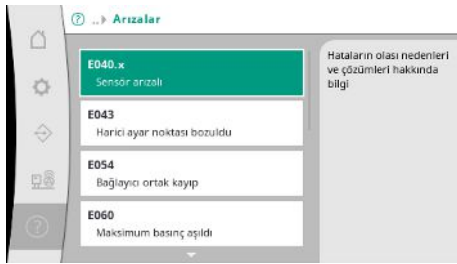 ? ..▸ Arızalar
E040.x
Sensör arızalı
E043
Harici ayar noktası bozuldu
E054
Bağlayıcı ortak kayıp
E060
Maksimum basınç aşıldı
Hataların olası nedenleri
ve çözümleri hakkında
bilgi
?